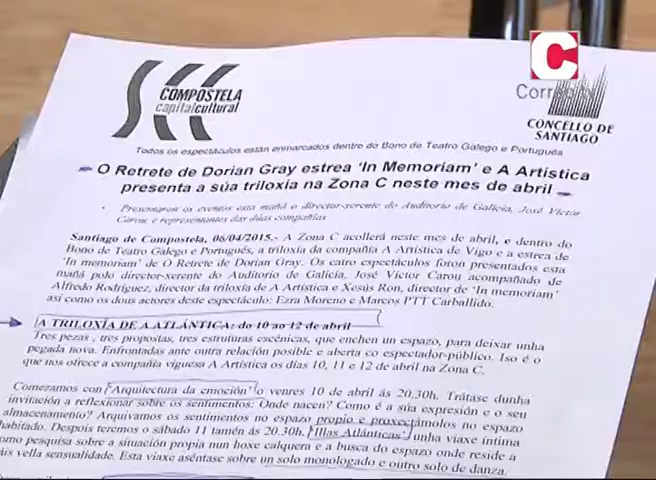 C
Correo TV
COMPOSTELA
capitalcultural
CONCELLO DE
SANTIAGO
Todos os espectáculos están enmarcados dentro do Bono de Teatro Galego e Portugués
O Retrete de Dorian Gray estrea 'In Memoriam' e A Artística
presenta a súa triloxía na Zona C neste mes de abril
Presentaron os eventos esta mañá o director-xerente do Auditorio de Galicia, José Víctor
Carou, e representantes das dúas compañías
Santiago de Compostela, 06/04/2015.- A Zona C acollerá neste mes de abril, e dentro do
Bono de Teatro Galego e Portugués, a triloxía da compañía A Artística de Vigo e a estrea de
'In memoriam' de O Retrete de Dorian Gray. Os catro espectáculos foron presentados esta
mañá polo director-xerente do Auditorio de Galicia, José Víctor Carou acompañado de
Alfredo Rodríguez, director da triloxía de A Artística e Xesús Ron, director de 'In memoriam'
así como os dous actores deste espectáculo: Ezra Moreno e Marcos PTT Carballido.
A TRILOXÍA DE A ATLÁNTICA: do 10 ao 12 de abril
Tres pezas , tres propostas, tres estruturas escénicas, que enchen un espazo, para deixar unha
pegada nova. Enfrontadas ante outra relación posible e aberta co espectador-público. Iso é o
que nos ofrece a compañía viguesa A Artística os días 10, 11 e 12 de abril na Zona C.
Comezamos con 'Arquitectura da emoción' o venres 10 de abril ás 20,30h. Trátase dunha
invitación a reflexionar sobre os sentimentos: Onde nacen? Como é a súa expresión e o seu
almacenamento? Arquivamos os sentimentos no espazo propio e proxectámolos no espazo
habitado. Despois teremos o sábado 11 tamén ás 20.30h. 'Illas Atlánticas', unha viaxe íntima
como pesquisa sobre a situación propia nun hoxe calquera e a busca do espazo onde reside a
máis vella sensualidade. Esta viaxe aséntase sobre un solo monologado e outro solo de danza.